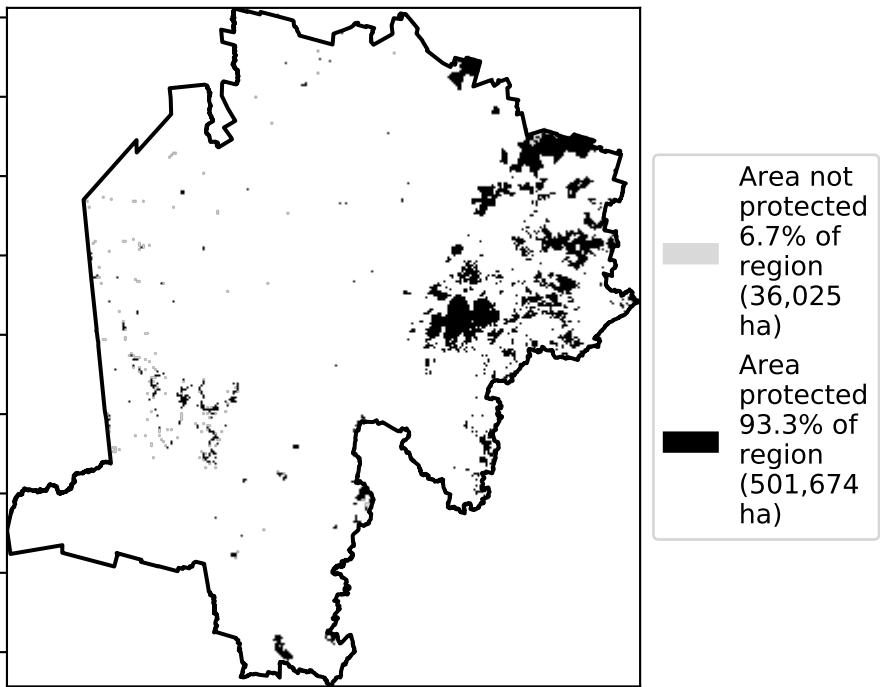 Area not
protected
6.7% of
region
(36,025
ha)
Area
protected
93.3% of
region
(501,674
ha)